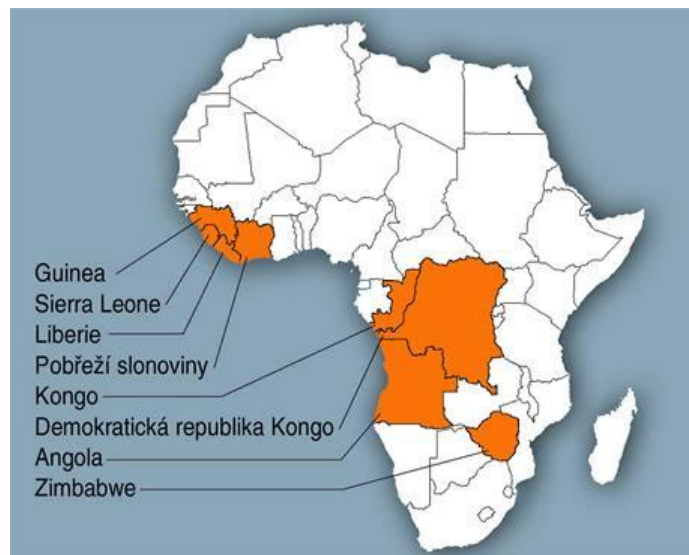 Guinea
Sierra Leone
Liberie
Pobřeží slonoviny
Kongo
Demokratická republika Kongo
Angola
Zimbabwe